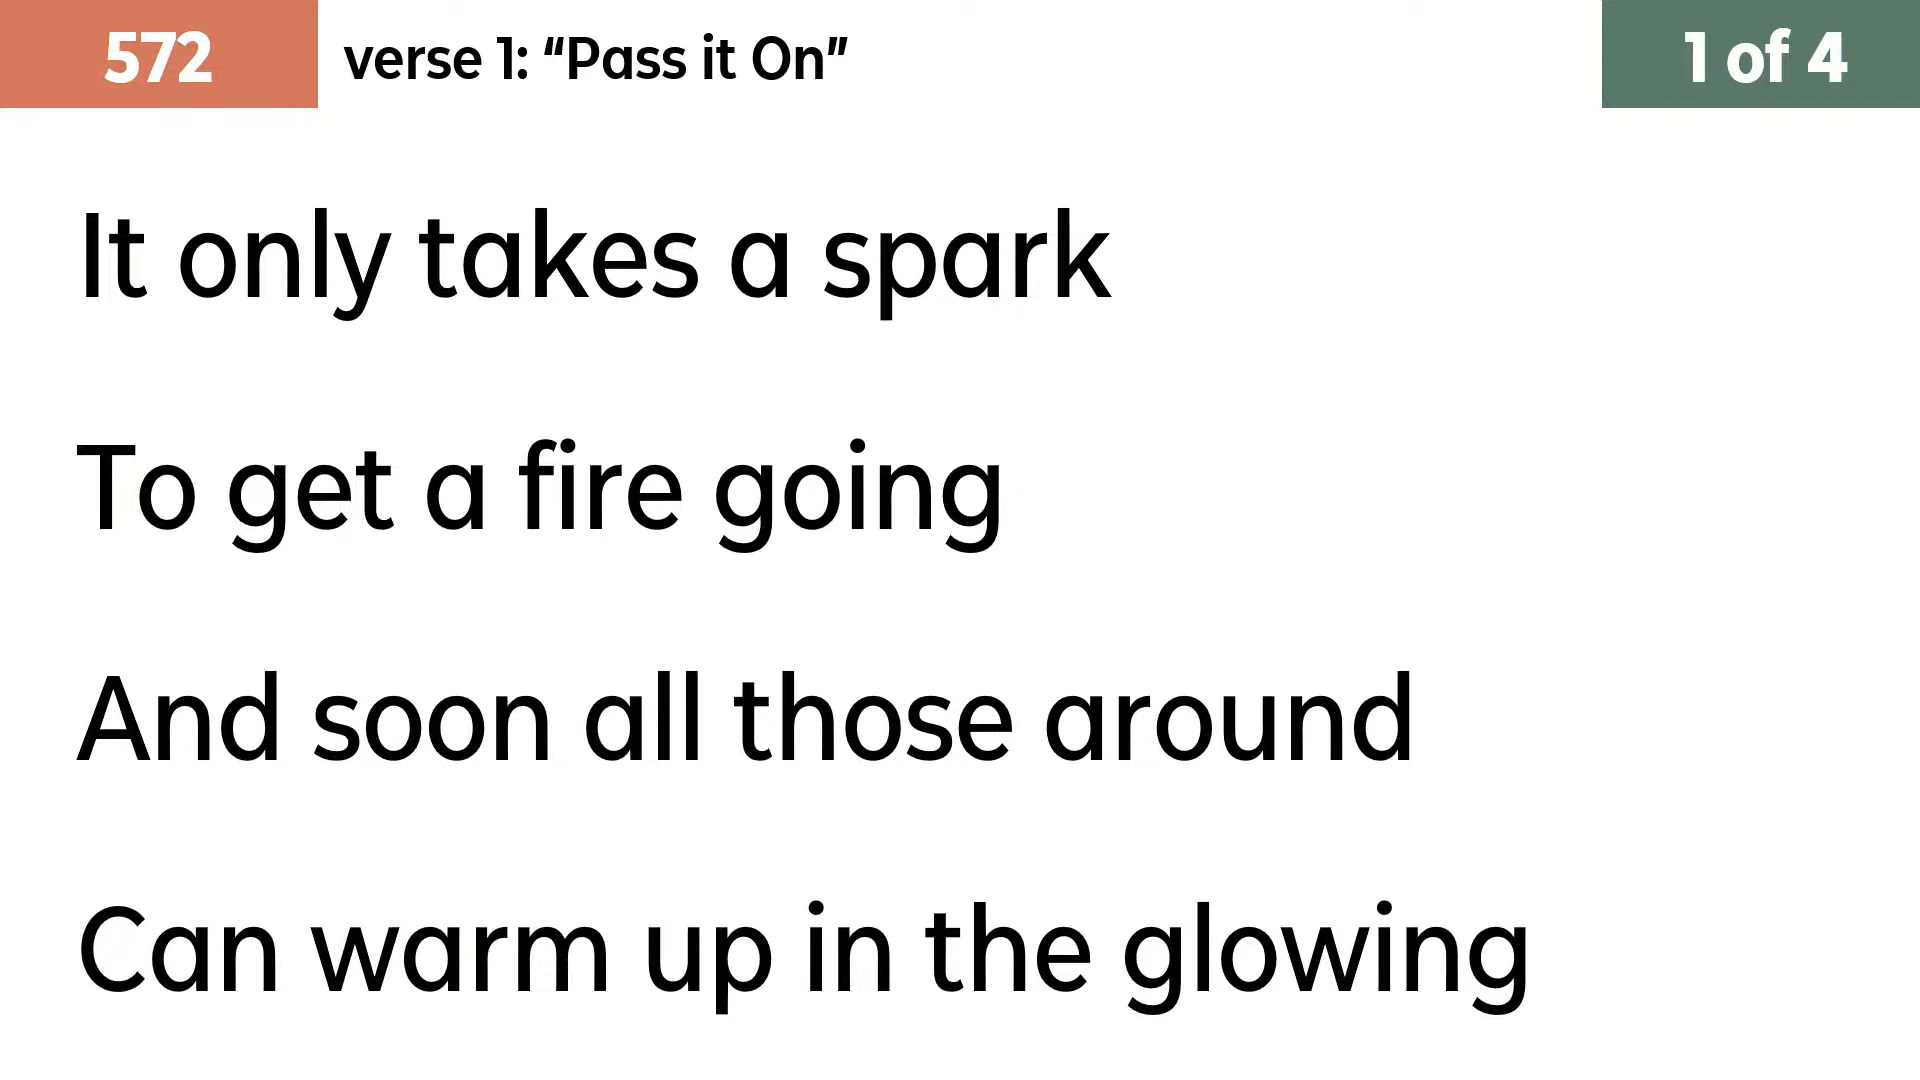 572
verse 1: “Pass it On”
1 of 4
It only takes a spark
To get a fire going
And soon all those around
Can warm up in the glowing